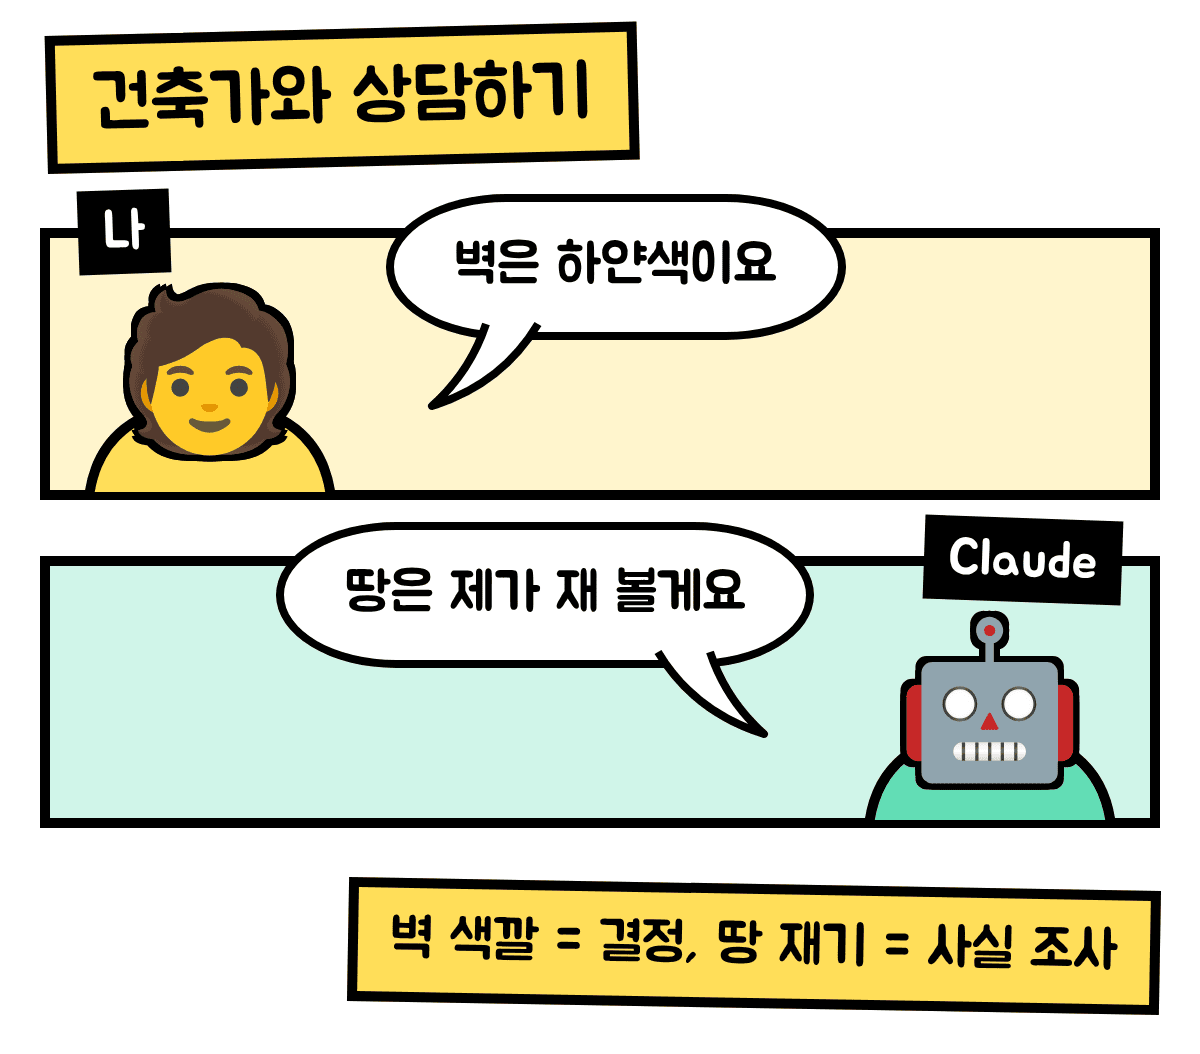 건축가와 상담하기
나
벽은 하얀색이요
Claude
땅은 제가 재 볼게요
벽 색깔 = 결정, 땅 재기 = 사실 조사